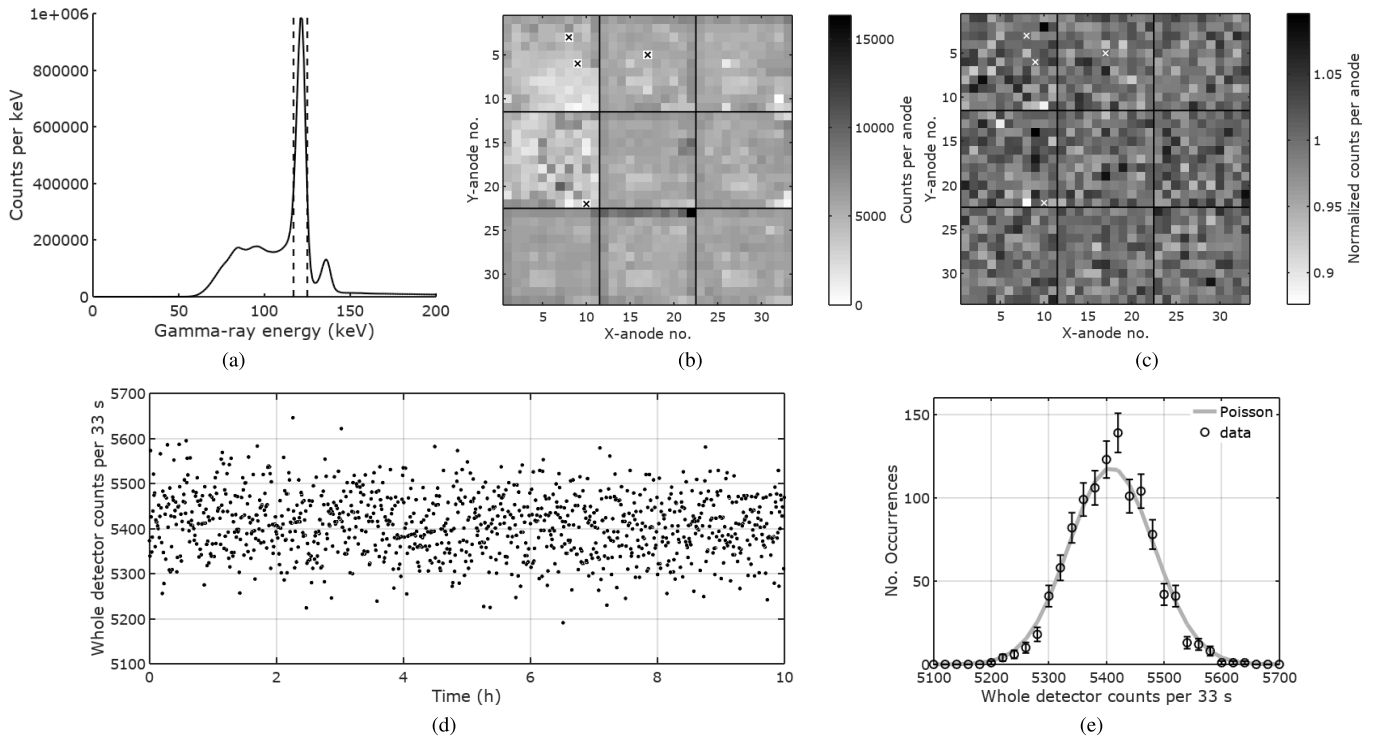 1e+006
800000
600000
400000
200000
0
Counts per keV
0 50 100 150 200
Gamma-ray energy (keV)
(a)
5
10
15
20
25
30
Y-anode no.
5 10 15 20 25 30
X-anode no.
15000
10000
5000
0
Counts per anode
(b)
5
10
15
20
25
30
Y-anode no.
5 10 15 20 25 30
X-anode no.
1.05
1
0.95
0.9
Normalized counts per anode
(c)
5700
5600
5500
5400
5300
5200
5100
Whole detector counts per 33 s
0 2 4 6 8 10
Time (h)
(d)
150
100
50
0
No. Occurrences
Poisson
data
5100 5200 5300 5400 5500 5600 5700
Whole detector counts per 33 s
(e)